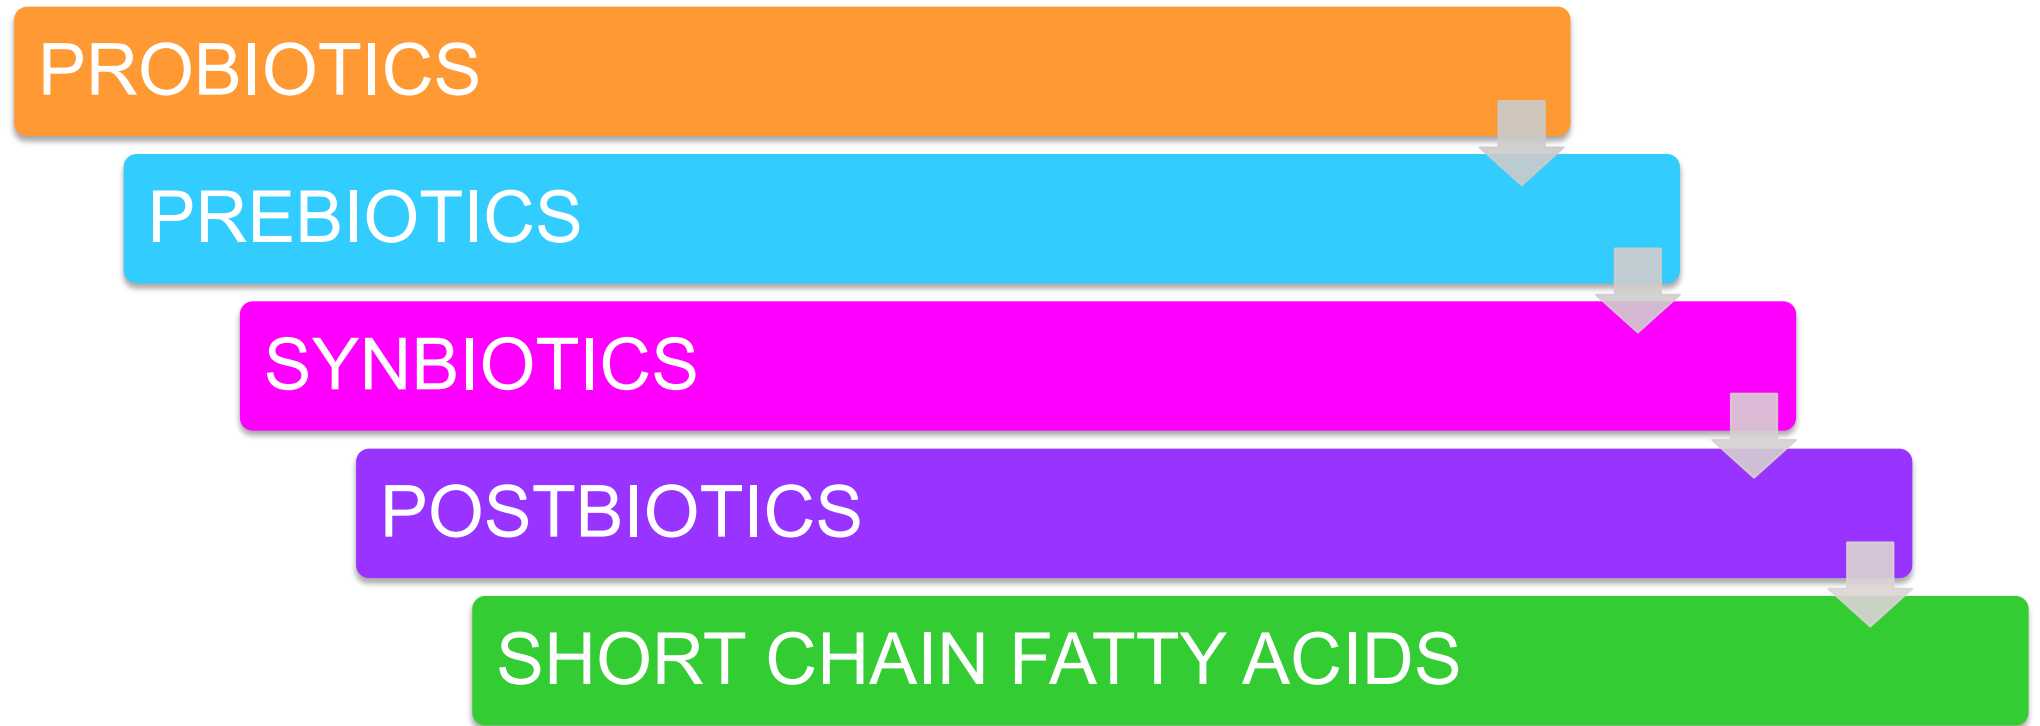 PROBIOTICS
PREBIOTICS
SYNBIOTICS
POSTBIOTICS
SHORT CHAIN FATTY ACIDS